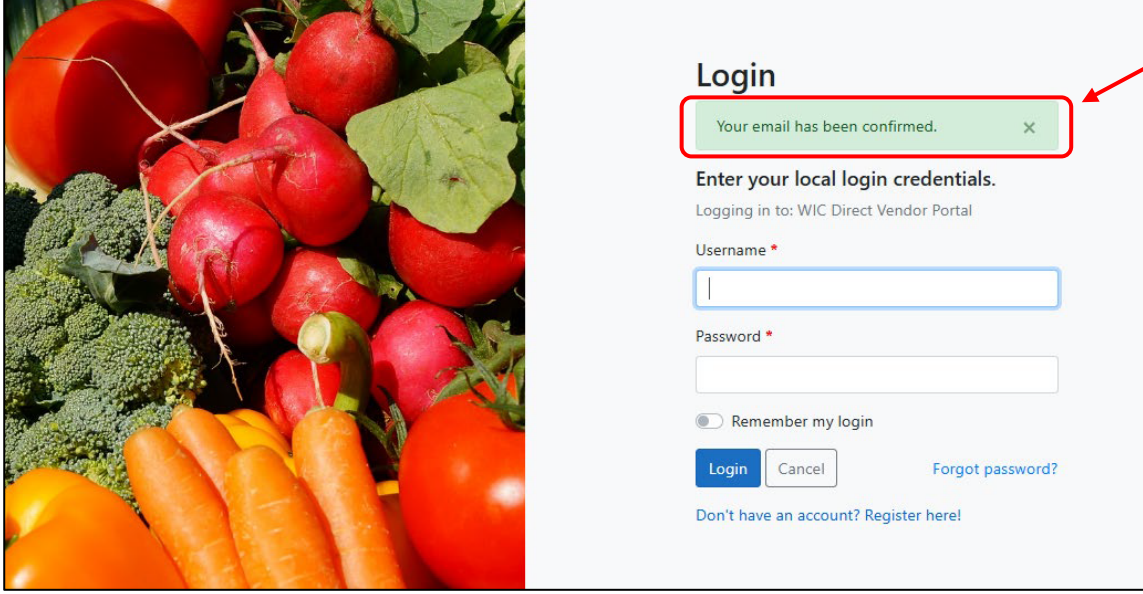 Login
Your email has been confirmed. ×
Enter your local login credentials.
Logging in to: WIC Direct Vendor Portal
Username *
Password *
Remember my login
Login Cancel Forgot password?
Don't have an account? Register here!